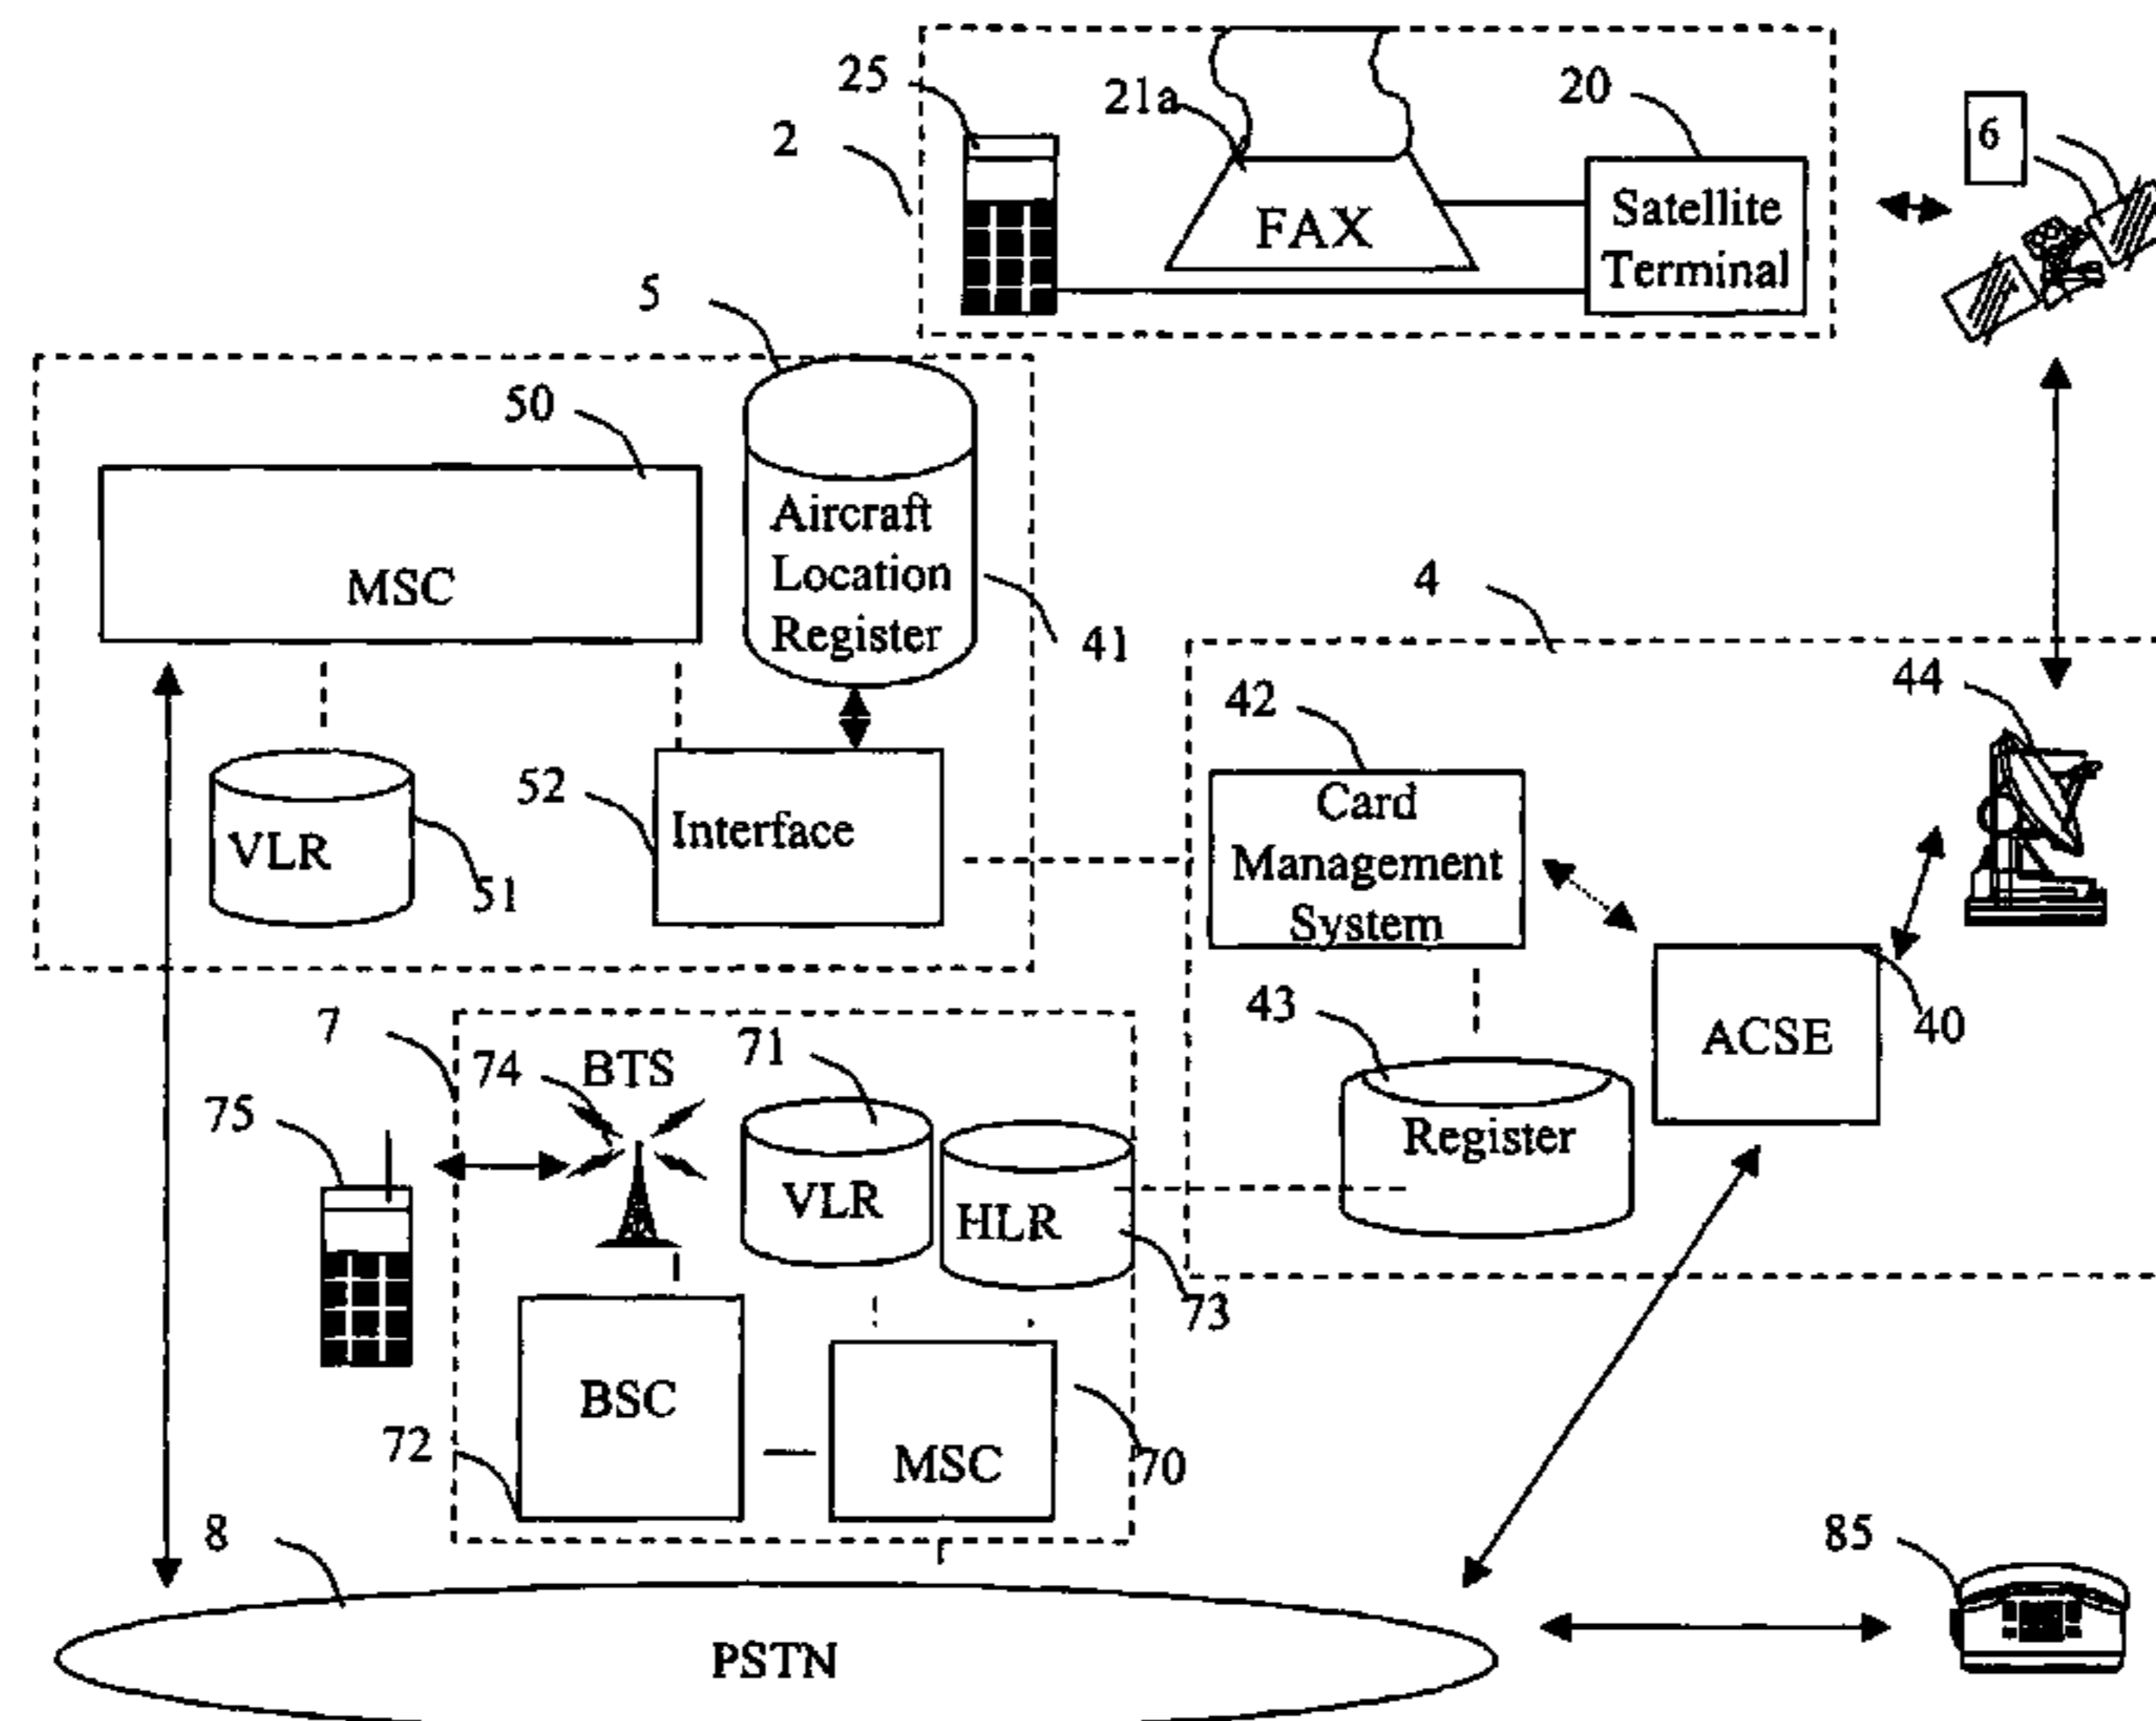 25
21a
20
2
6
FAX
Satellite
Terminal
5
50
Aircraft
Location
Register
MSC
41
4
44
42
52
Card
Management
System
Interface
VLR
51
43
40
ACSE
7
74
BTS
71
75
Register
VLR
HLR
73
BSC
72
MSC
70
8
85
PSTN